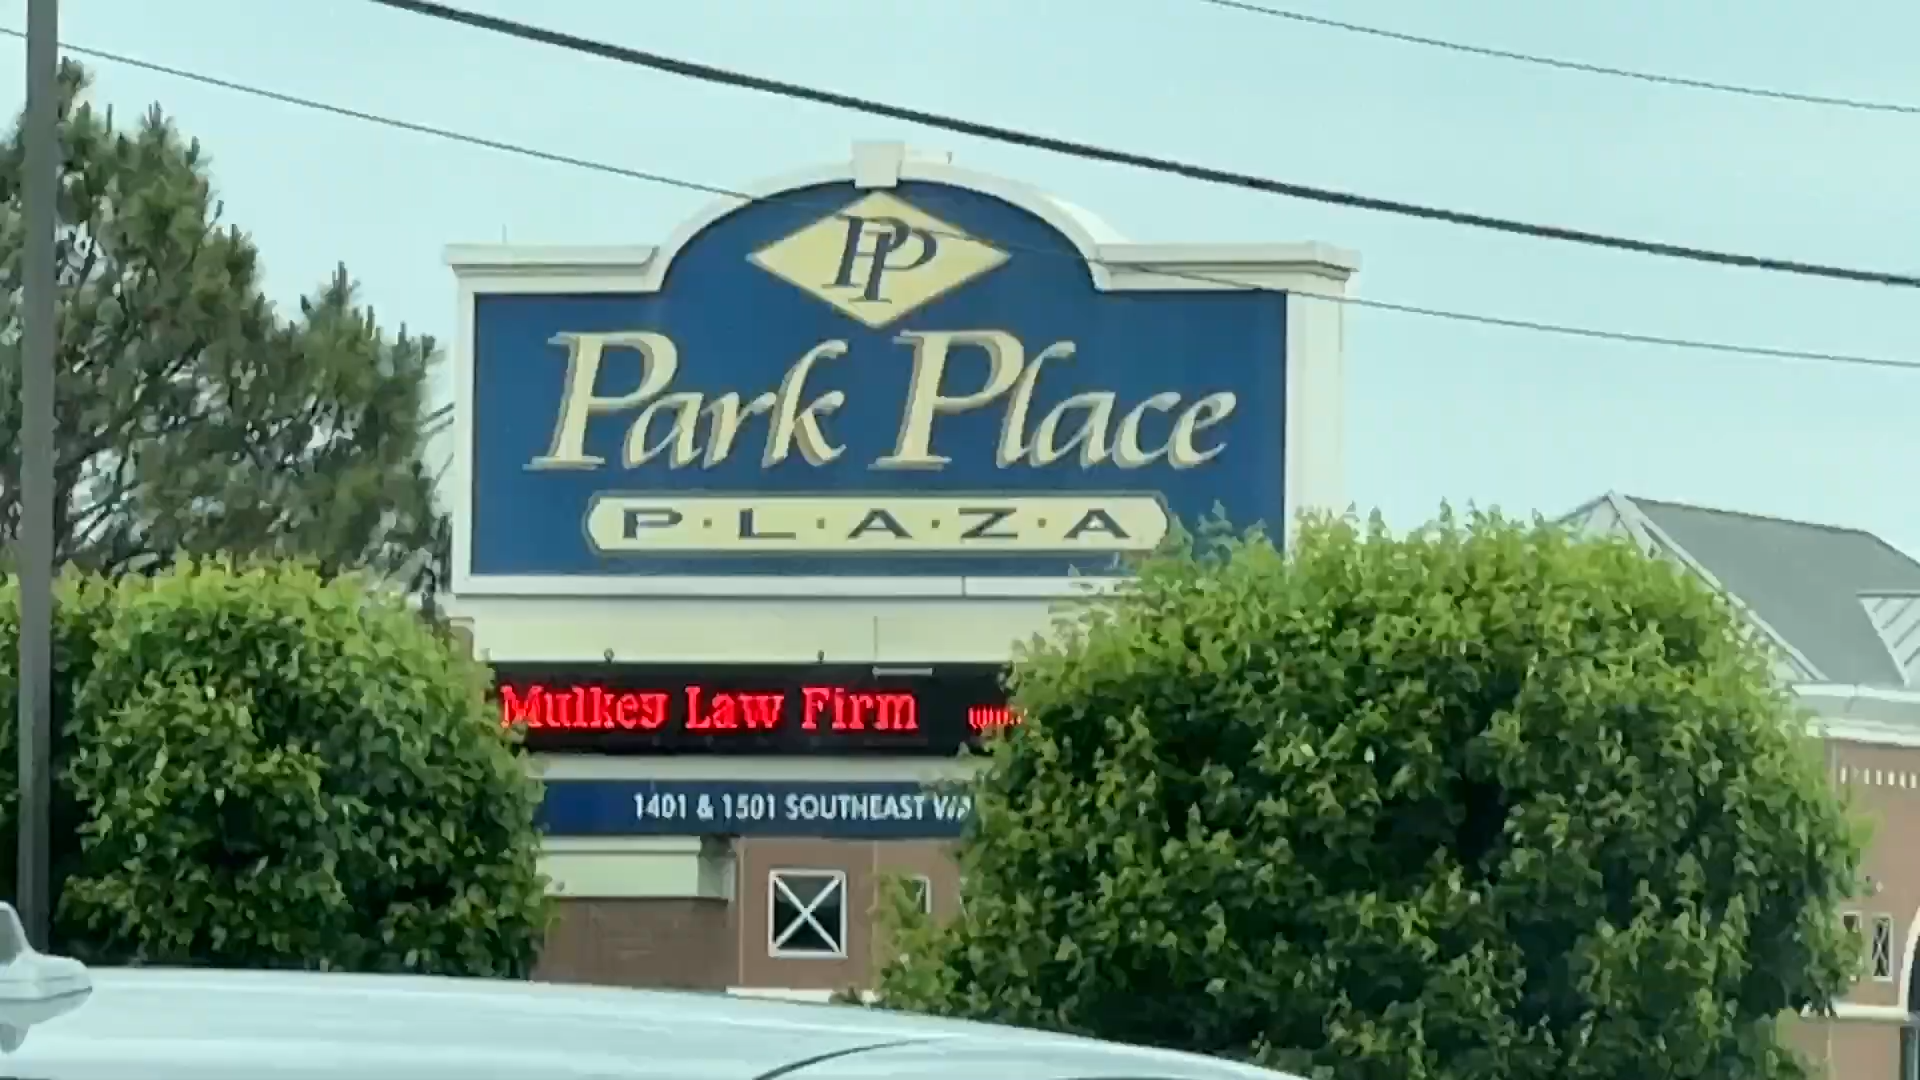 PP
Park Place
P·L·A·Z·A
Mulkey Law Firm
1401 & 1501 SOUTHEAST